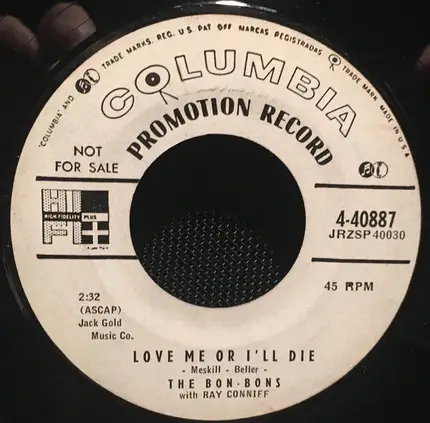 "COLUMBIA" AND TRADE MARKS. REG. U.S. PAT OFF MARCAS REGISTRADAS TRADE MARK. MADE IN U.S.A.
COLUMBIA
PROMOTION RECORD
NOT
FOR SALE
HI
HIGH FIDELITY PLUS
FI
4-40887
JRZSP 40030
45 RPM
2:32
(ASCAP)
Jack Gold
Music Co.
LOVE ME OR I'LL DIE
- Meskill - Beller -
THE BON-BONS
with RAY CONNIFF